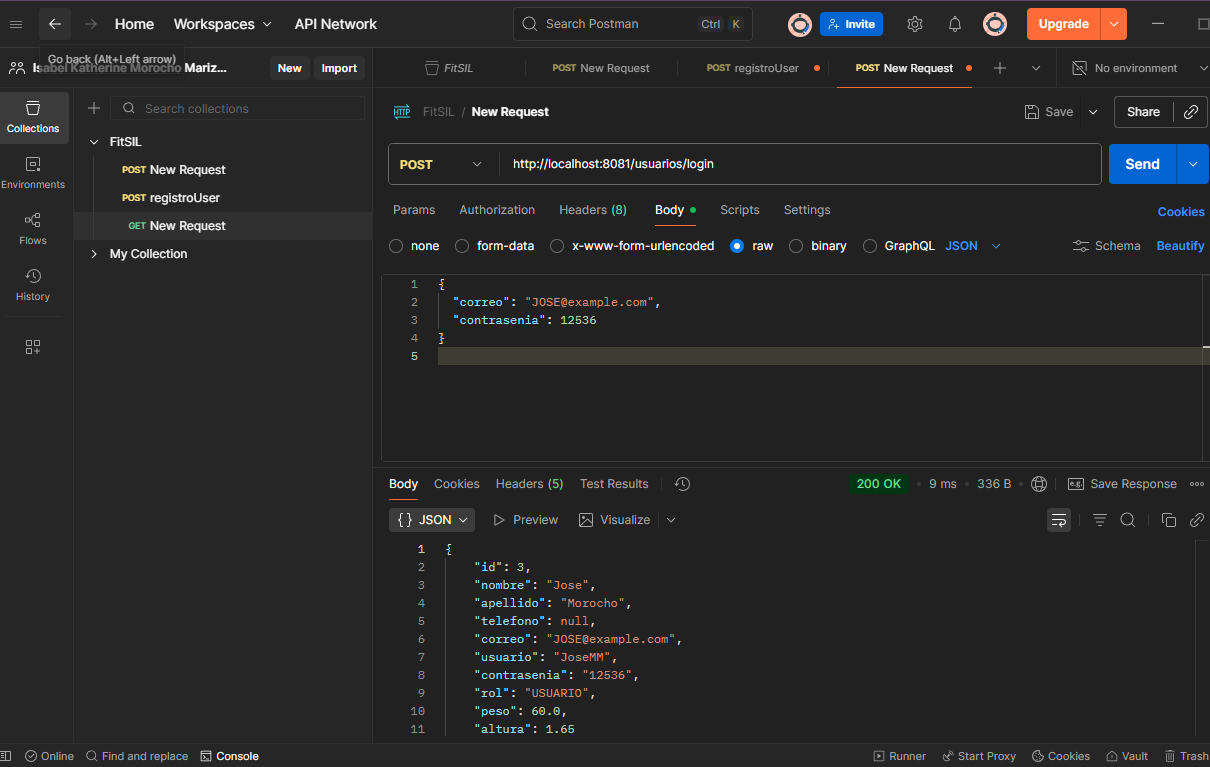 Home Workspaces API Network Search Postman Ctrl K Invite Upgrade
Go back (Alt+Left arrow)
Isabel Katherine Morocho Mariz... New Import FitSIL POST New Request POST registroUser POST New Request No environment
Collections
Environments
Flows
History
Search collections
FitSIL
POST New Request
POST registroUser
GET New Request
My Collection
HTTP FitSIL / New Request Save Share
POST http://localhost:8081/usuarios/login Send
Params Authorization Headers (8) Body Scripts Settings Cookies
none form-data x-www-form-urlencoded raw binary GraphQL JSON Schema Beautify
1 {
2 "correo": "JOSE@example.com",
3 "contrasenia": 12536
4 }
5
Body Cookies Headers (5) Test Results 200 OK 9 ms 336 B e.g. Save Response
{} JSON Preview Visualize
1 {
2 "id": 3,
3 "nombre": "Jose",
4 "apellido": "Morocho",
5 "telefono": null,
6 "correo": "JOSE@example.com",
7 "usuario": "JoseMM",
8 "contrasenia": "12536",
9 "rol": "USUARIO",
10 "peso": 60.0,
11 "altura": 1.65
Online Find and replace Console Runner Start Proxy Cookies Vault Trash